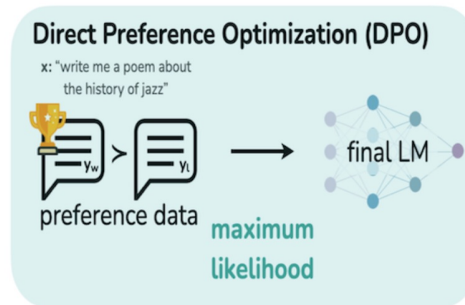 Direct Preference Optimization (DPO)
x: "write me a poem about
the history of jazz"
y_w > y_l
final LM
preference data
maximum
likelihood